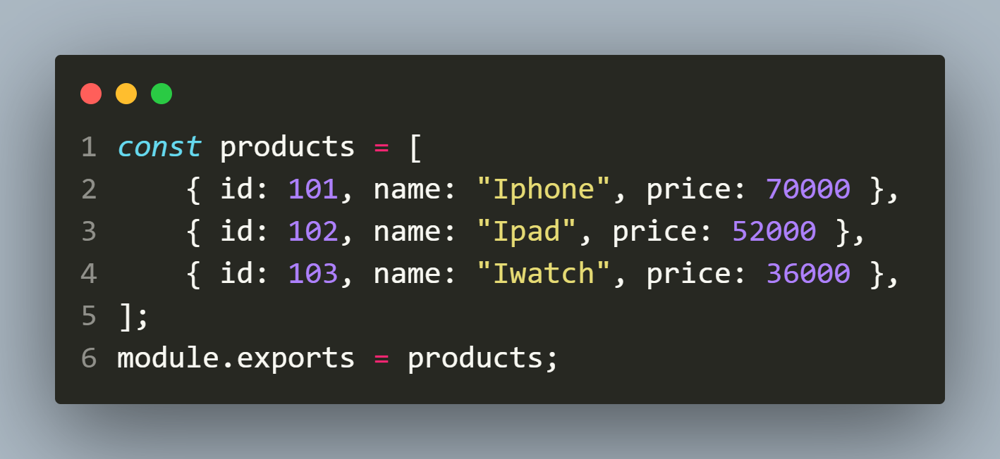 1 const products = [
2     { id: 101, name: "Iphone", price: 70000 },
3     { id: 102, name: "Ipad", price: 52000 },
4     { id: 103, name: "Iwatch", price: 36000 },
5 ];
6 module.exports = products;